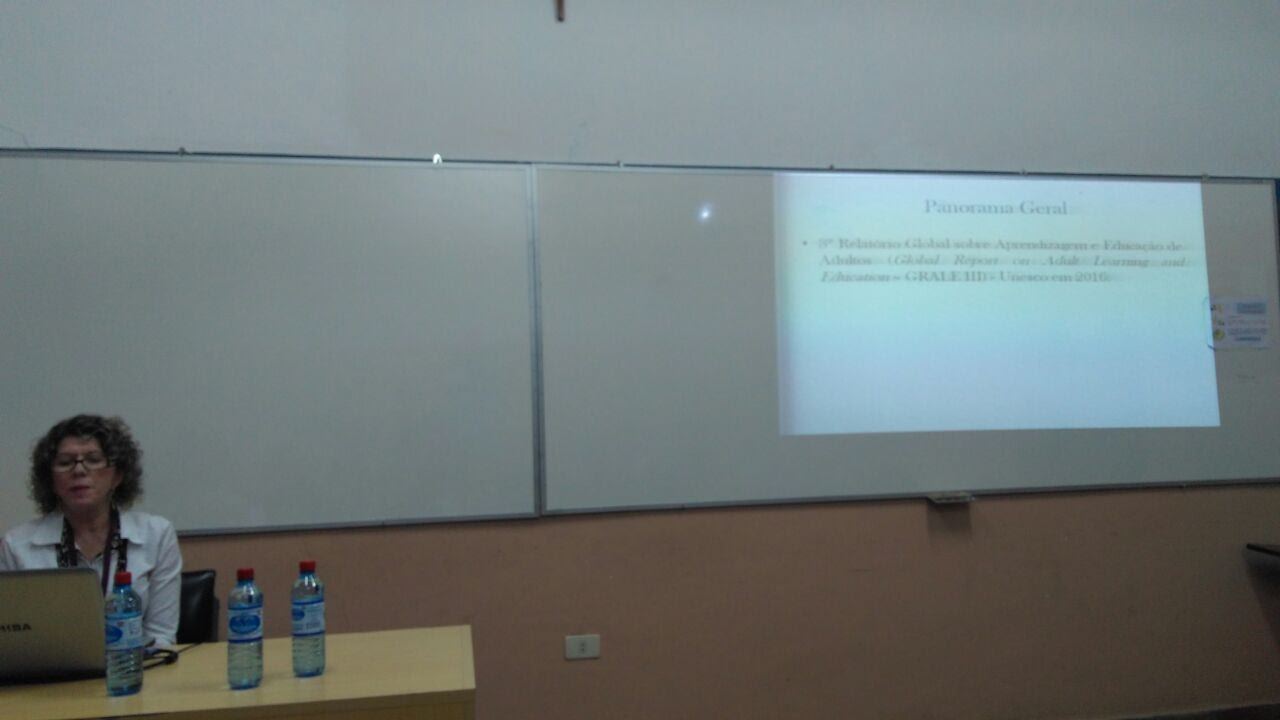 Panorama Geral
• 3º Relatório Global sobre Aprendizagem e Educação de
Adultos (Global Report on Adult Learning and
Education – GRALE III) - Unesco em 2016.
HIBA